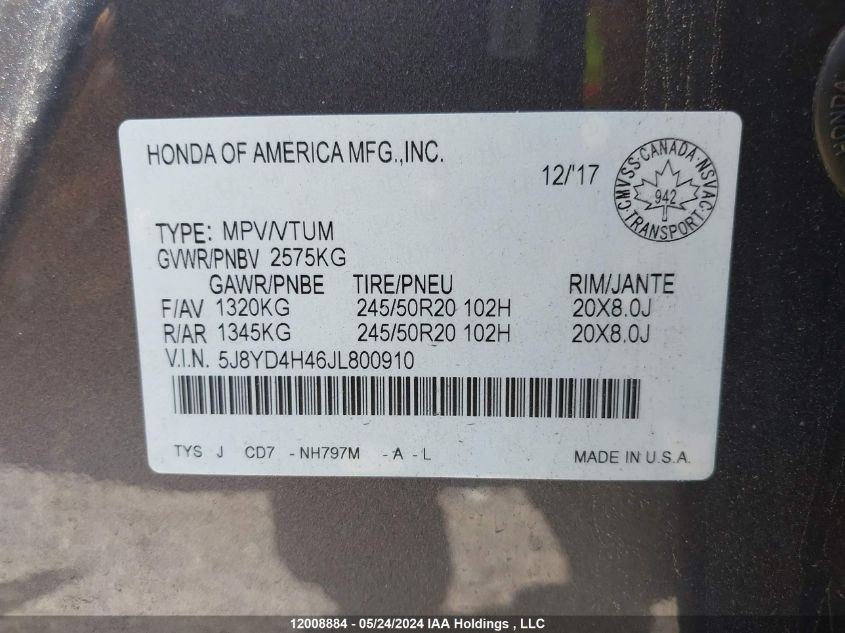 HONDA OF AMERICA MFG.,INC.
12/'17
CMVSS · CANADA · NSVAC · TRANSPORT
942
TYPE: MPV/VTUM
GVWR/PNBV 2575KG
GAWR/PNBE TIRE/PNEU RIM/JANTE
F/AV 1320KG 245/50R20 102H 20X8.0J
R/AR 1345KG 245/50R20 102H 20X8.0J
V.I.N. 5J8YD4H46JL800910
TYS J CD7 - NH797M - A - L MADE IN U.S.A.
HONDA
12008884 - 05/24/2024 IAA Holdings , LLC